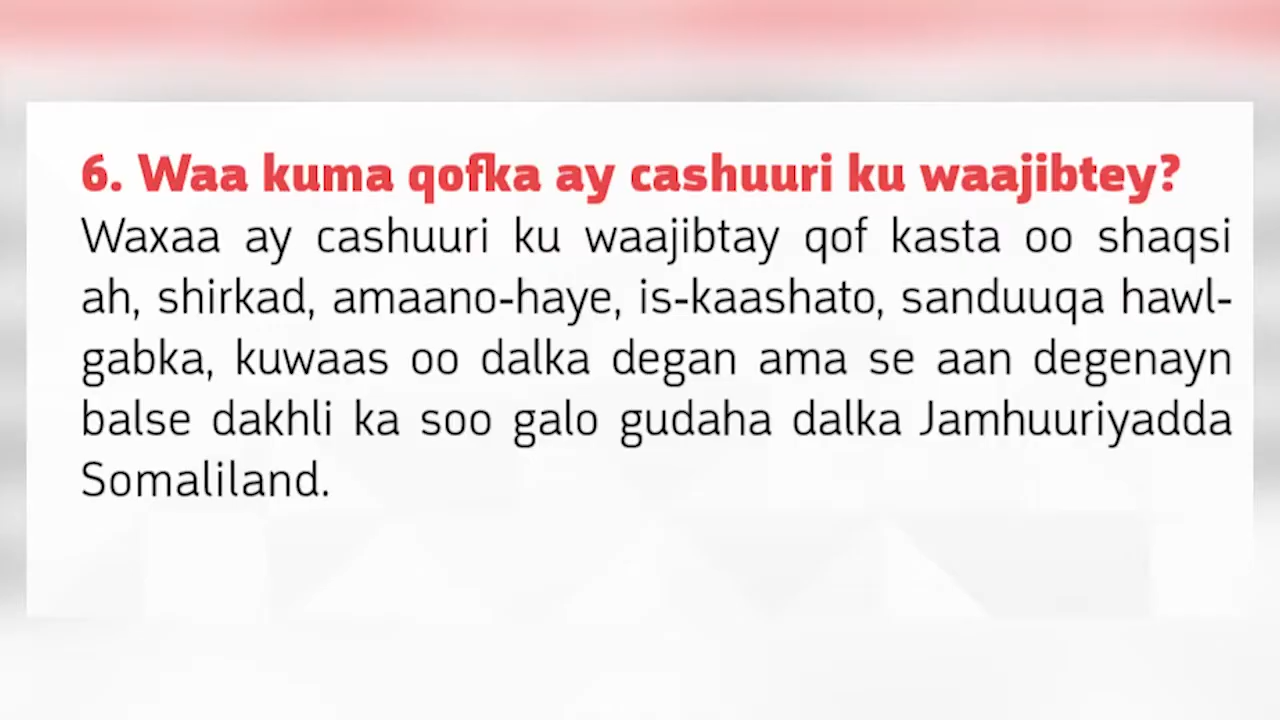 6. Waa kuma qofka ay cashuuri ku waajibtey?
Waxaa ay cashuuri ku waajibtay qof kasta oo shaqsi
ah, shirkad, amaano-haye, is-kaashato, sanduuqa hawl-
gabka, kuwaas oo dalka degan ama se aan degenayn
balse dakhli ka soo galo gudaha dalka Jamhuuriyadda
Somaliland.